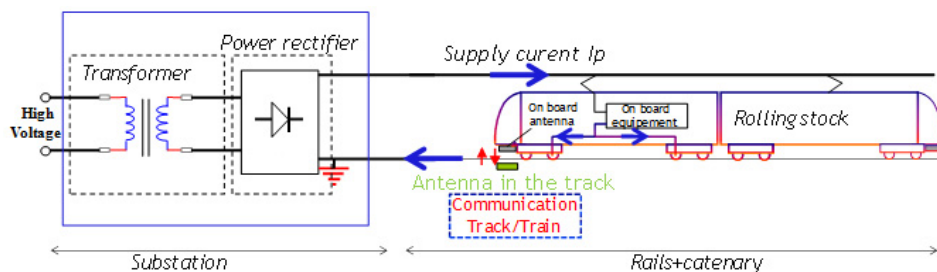 Power rectifier
Transformer
High
Voltage
Supply curent Ip
On board
antenna
On board
equipement
Rolling stock
Antenna in the track
Communication
Track/Train
Substation
Rails+catenary